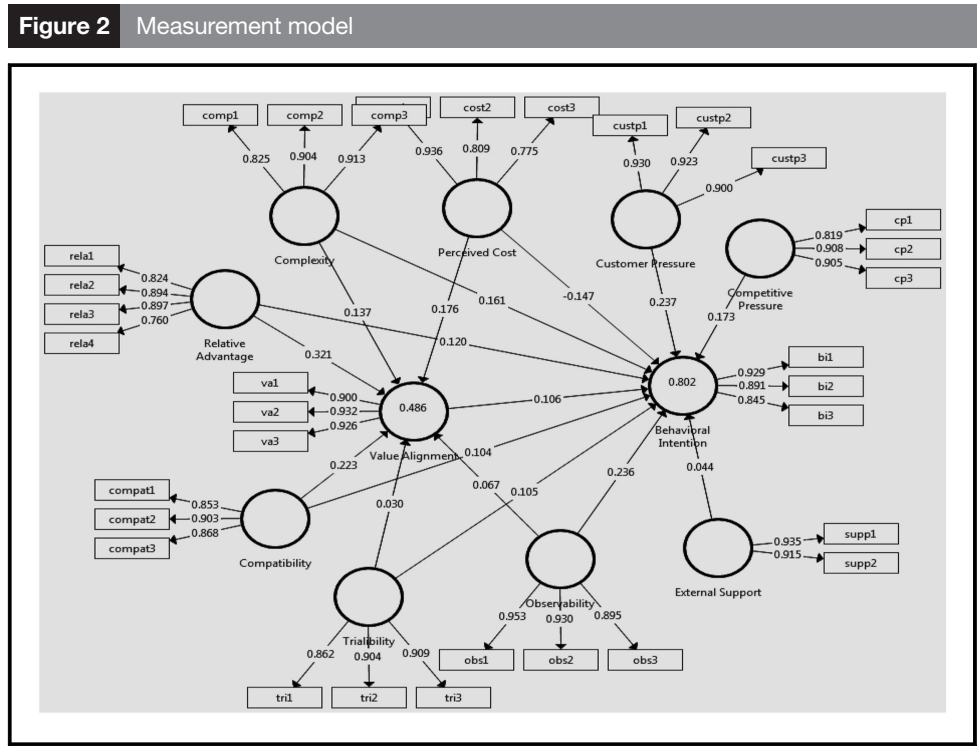 Figure 2 Measurement model
comp1
comp2
comp3
cost2
cost3
custp1
custp2
custp3
0.825
0.904
0.913
0.936
0.809
0.775
0.930
0.923
0.900
cp1
cp2
cp3
0.819
0.908
0.905
Complexity
Perceived Cost
Customer Pressure
Competitive
Pressure
rela1
rela2
rela3
rela4
0.824
0.894
0.897
0.760
Relative
Advantage
0.137
0.176
0.161
-0.147
0.237
0.173
0.120
0.321
va1
va2
va3
0.900
0.932
0.926
0.486
Value Alignment
0.106
0.802
Behavioral
Intention
0.929
0.891
0.845
bi1
bi2
bi3
0.223
0.104
0.030
0.067
0.105
0.236
0.044
compat1
compat2
compat3
0.853
0.903
0.868
Compatibility
Trialibility
0.862
0.904
0.909
tri1
tri2
tri3
Observability
0.953
0.930
0.895
obs1
obs2
obs3
External Support
0.935
0.915
supp1
supp2